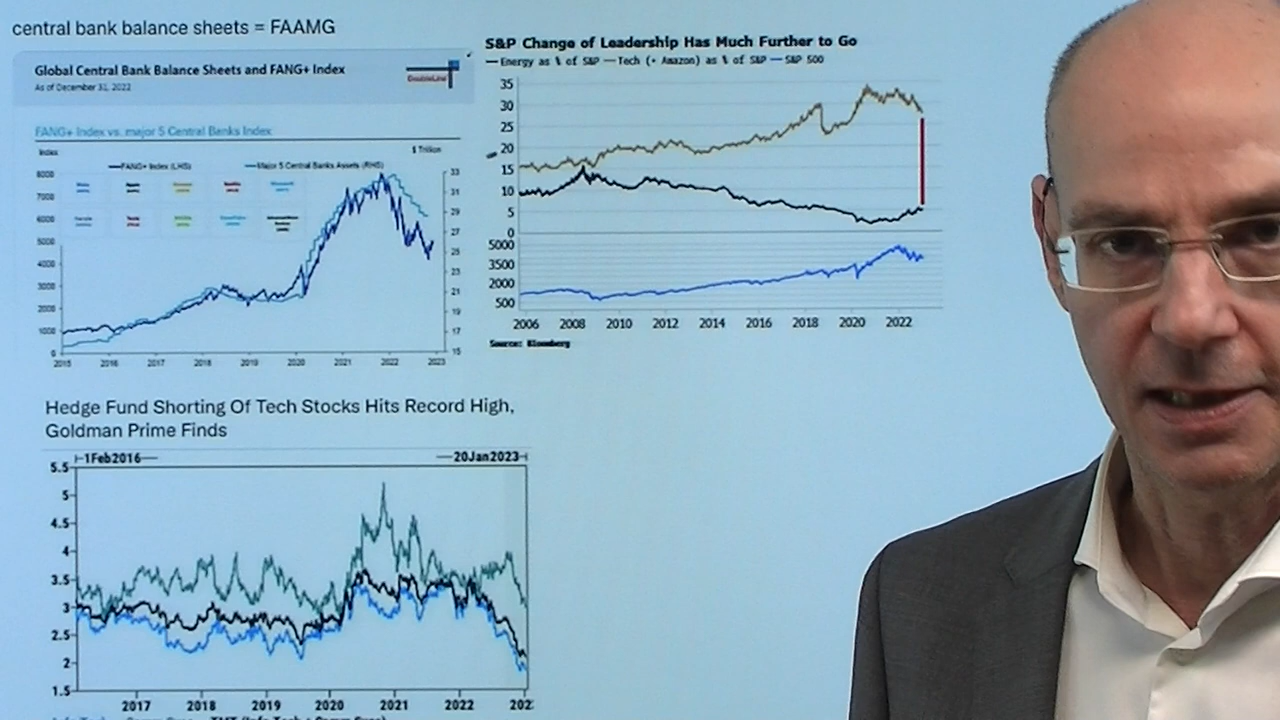 central bank balance sheets = FAAMG
Global Central Bank Balance Sheets and FANG+ Index
As of December 31, 2022
DoubleLine
FANG+ Index vs. major 5 Central Banks Index
Index
$ Trillion
FANG+ Index (LHS)
Major 5 Central Banks Assets (RHS)
8000
7000
6000
5000
4000
3000
2000
1000
0
33
31
29
27
25
23
21
19
17
15
2015 2016 2017 2018 2019 2020 2021 2022 2023
S&P Change of Leadership Has Much Further to Go
Energy as % of S&P Tech (+ Amazon) as % of S&P S&P 500
35
30
25
20
15
10
5
0
%
5000
3500
2000
500
2006 2008 2010 2012 2014 2016 2018 2020 2022
Source: Bloomberg
Hedge Fund Shorting Of Tech Stocks Hits Record High,
Goldman Prime Finds
1Feb2016
20Jan2023
5.5
5
4.5
4
3.5
3
2.5
2
1.5
2017 2018 2019 2020 2021 2022 202